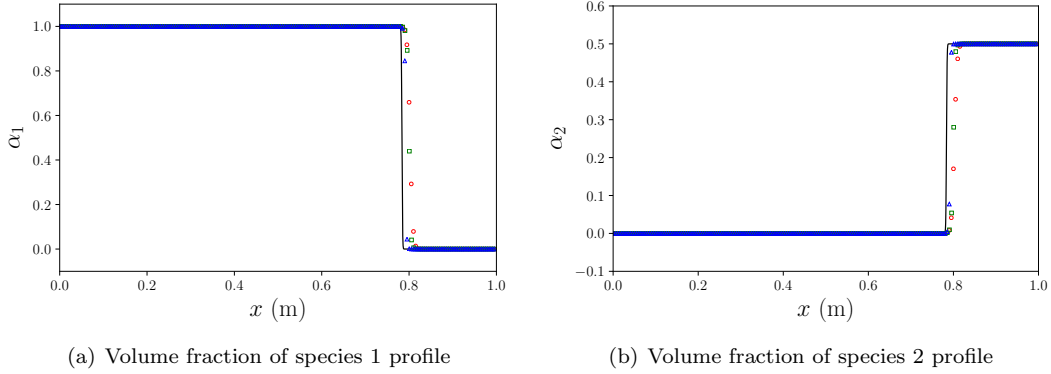 1.0
0.8
0.6
0.4
0.2
0.0
α1
0.0 0.2 0.4 0.6 0.8 1.0
x (m)
(a) Volume fraction of species 1 profile
0.6
0.5
0.4
0.3
0.2
0.1
0.0
−0.1
α2
0.0 0.2 0.4 0.6 0.8 1.0
x (m)
(b) Volume fraction of species 2 profile